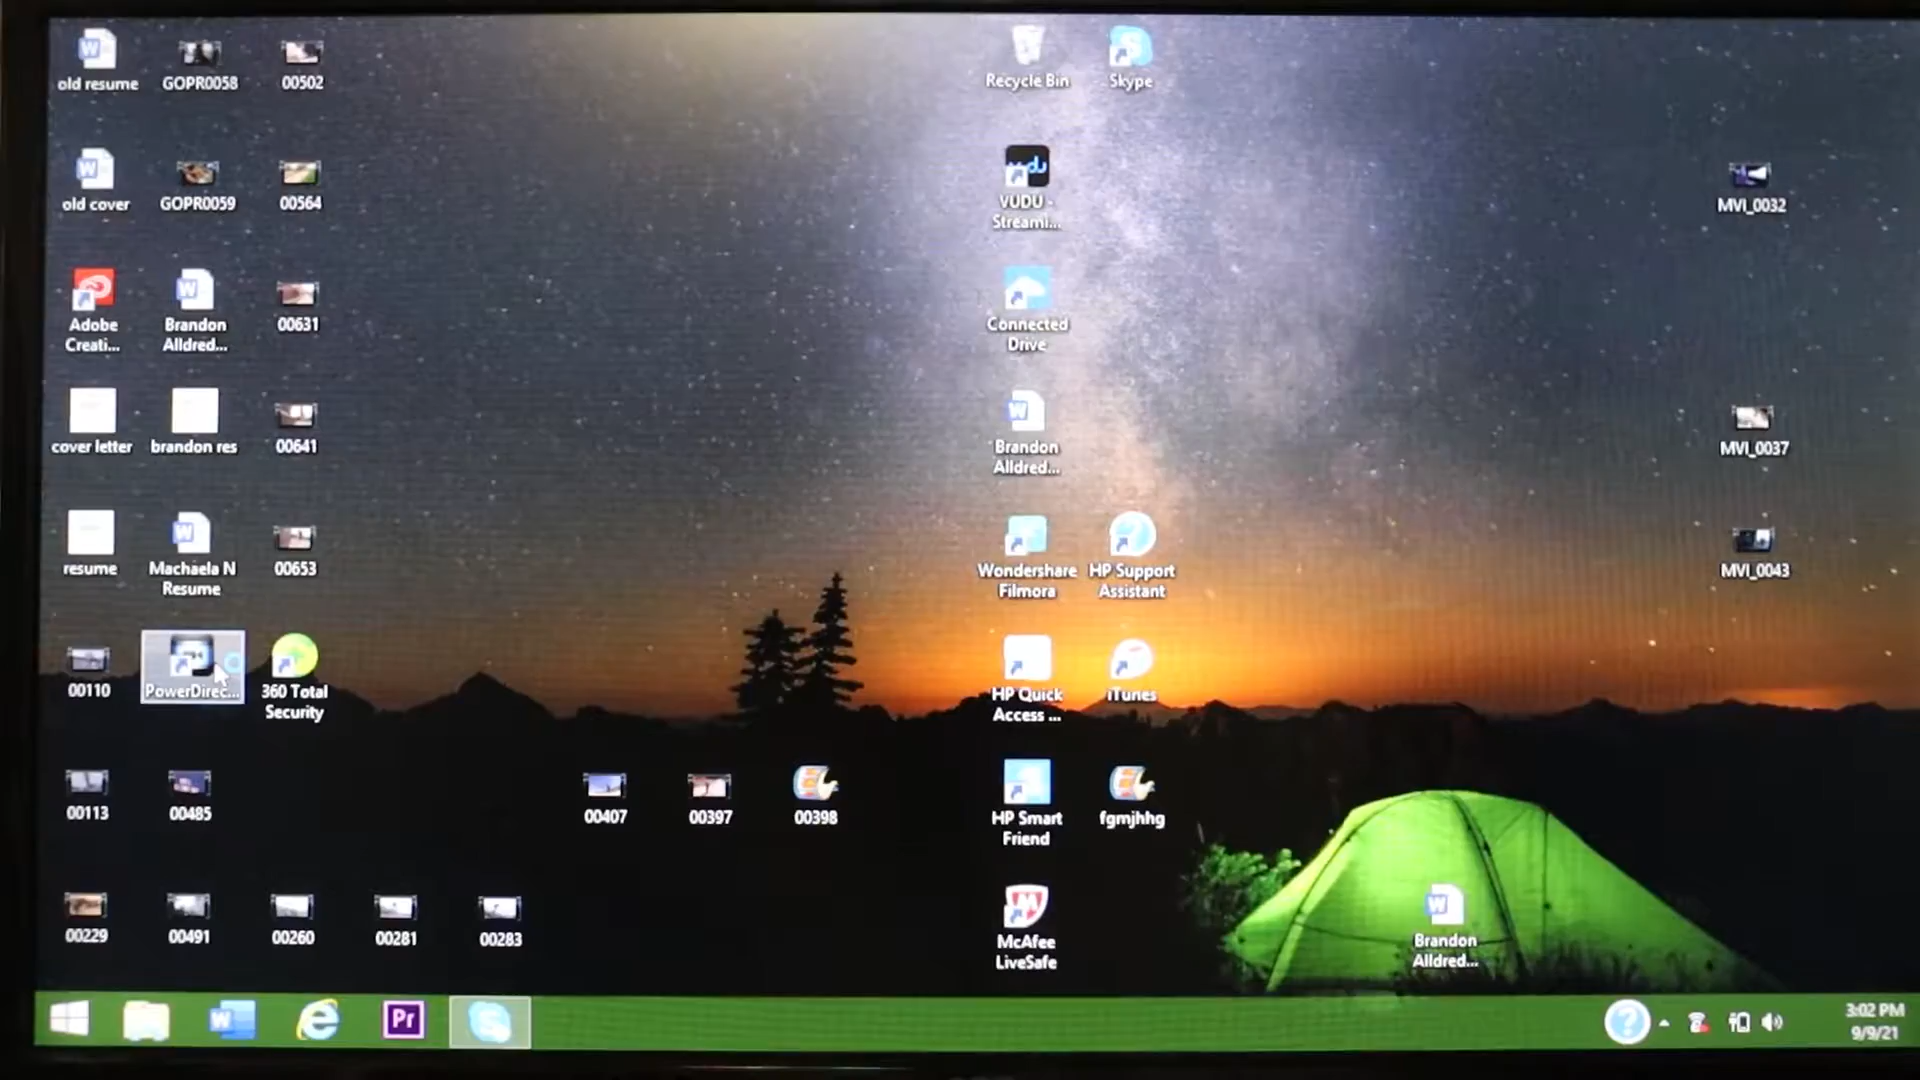 old resume
GOPR0058
00502
Recycle Bin
Skype
old cover
GOPR0059
00564
VUDU -
Streami...
MVI_0032
Adobe
Creati...
Brandon
Alldred...
00631
Connected
Drive
cover letter
brandon res
00641
Brandon
Alldred...
MVI_0037
resume
Machaela N
Resume
00653
Wondershare
Filmora
HP Support
Assistant
MVI_0043
00110
PowerDirec...
360 Total
Security
HP Quick
Access ...
iTunes
00113
00485
00407
00397
00398
HP Smart
Friend
fgmjhhg
00229
00491
00260
00281
00283
McAfee
LiveSafe
Brandon
Alldred...
Pr
3:02 PM
9/9/21